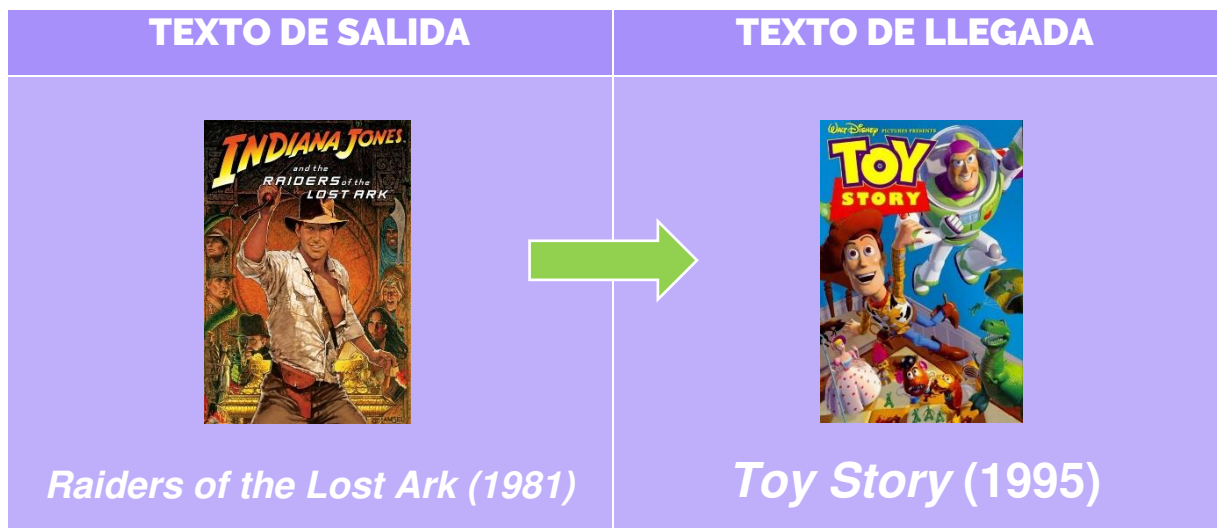 TEXTO DE SALIDA
TEXTO DE LLEGADA
INDIANA JONES
and the
RAIDERS of the
LOST ARK
WALT DISNEY PICTURES PRESENTS
TOY
STORY
Raiders of the Lost Ark (1981)
Toy Story (1995)